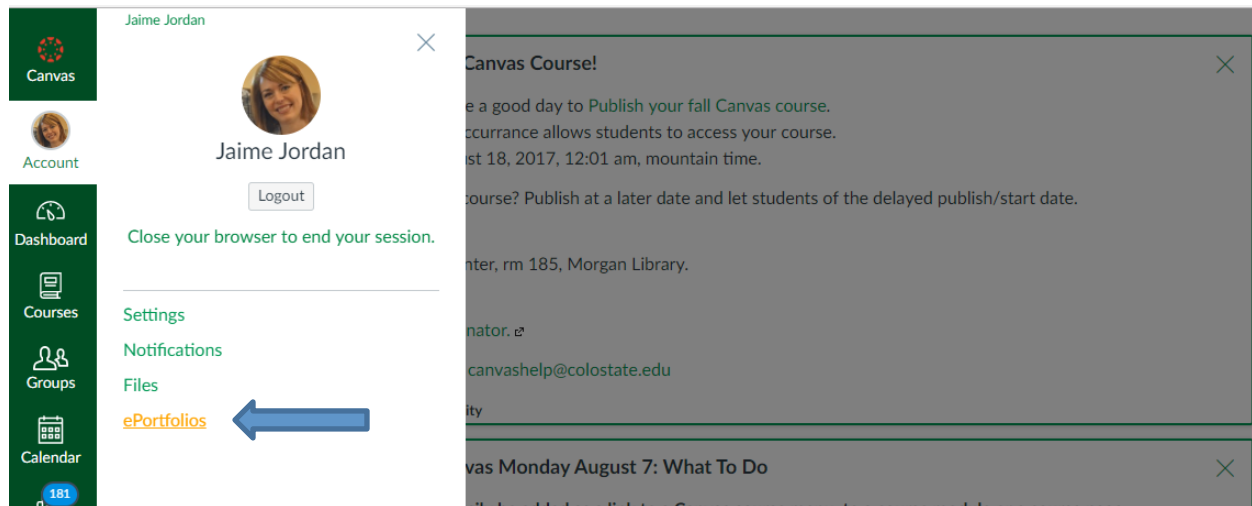 Canvas
Account
Dashboard
Courses
Groups
Calendar
181
Jaime Jordan
Jaime Jordan
Logout
Close your browser to end your session.
Settings
Notifications
Files
ePortfolios
Canvas Course!
e a good day to Publish your fall Canvas course.
ccurrance allows students to access your course.
st 18, 2017, 12:01 am, mountain time.
course? Publish at a later date and let students of the delayed publish/start date.
nter, rm 185, Morgan Library.
nator.
canvashelp@colostate.edu
ity
vas Monday August 7: What To Do